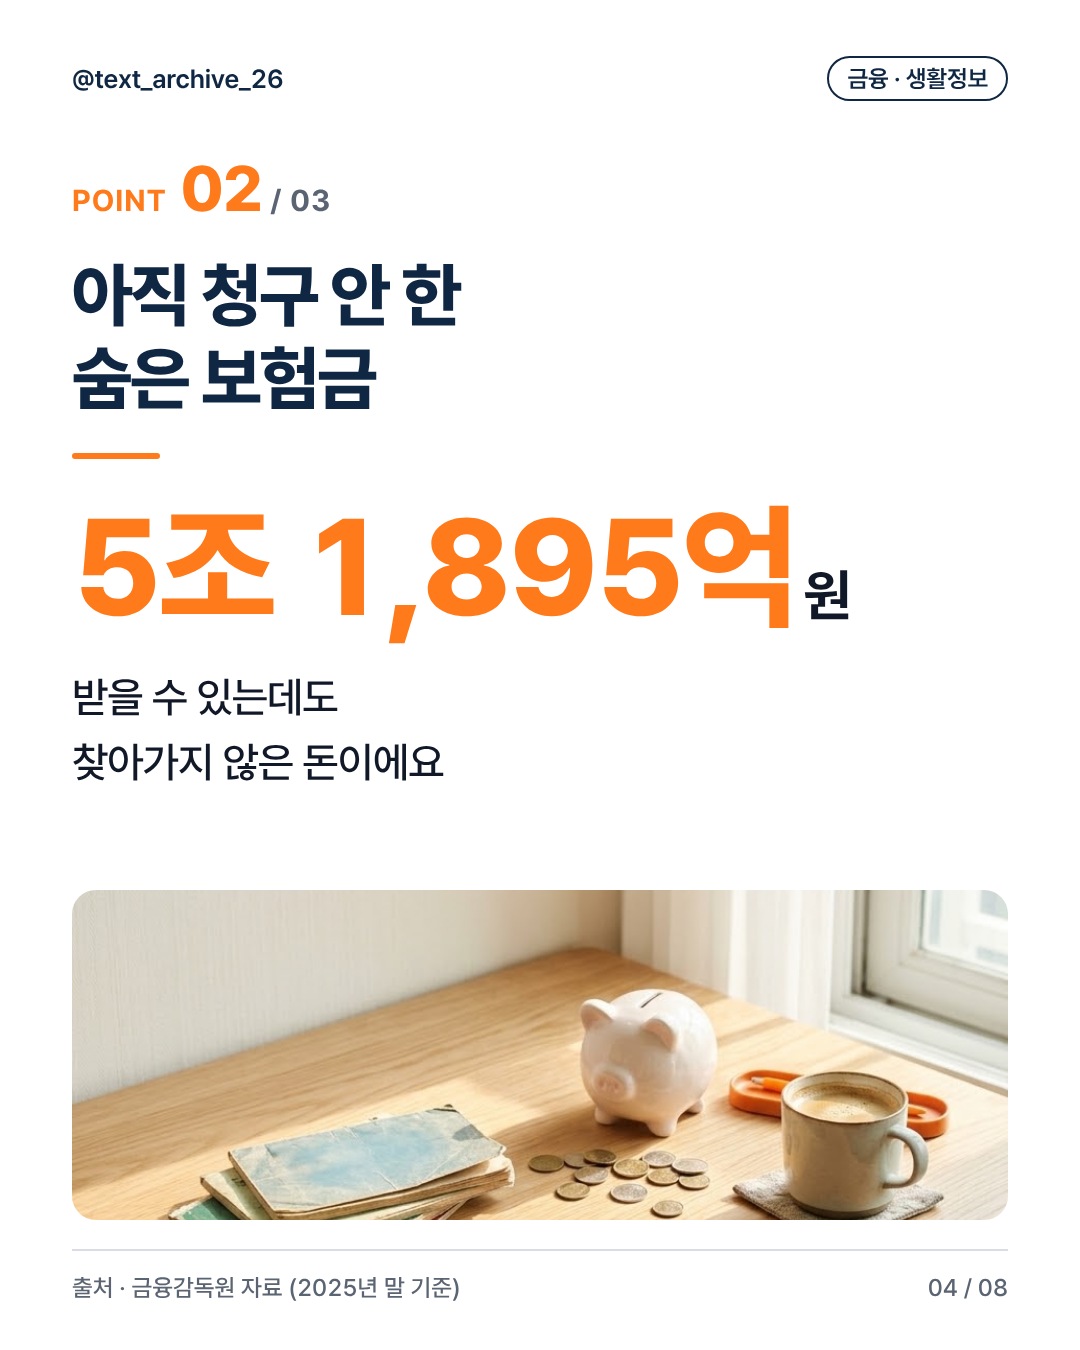 @text_archive_26
금융 · 생활정보
POINT 02 / 03
아직 청구 안 한
숨은 보험금
5조 1,895억원
받을 수 있는데도
찾아가지 않은 돈이에요
출처 · 금융감독원 자료 (2025년 말 기준)
04 / 08